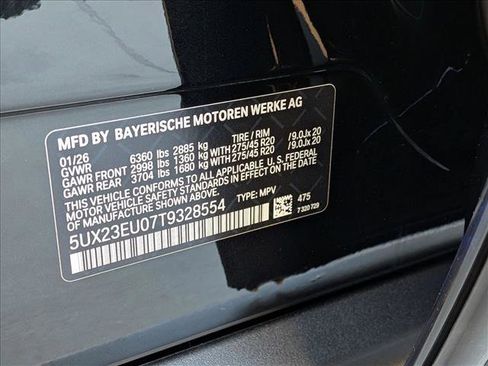 MFD BY BAYERISCHE MOTOREN WERKE AG
01/26 TIRE / RIM
GVWR 6360 lbs 2885 kg
GAWR FRONT 2998 lbs 1360 kg WITH 275/45 R20 /9.0Jx 20
GAWR REAR 3704 lbs 1680 kg WITH 275/45 R20 /9.0Jx 20
THIS VEHICLE CONFORMS TO ALL APPLICABLE U.S. FEDERAL
MOTOR VEHICLE SAFETY STANDARDS IN EFFECT ON THE DATE
OF MANUFACTURE SHOWN ABOVE.
5UX23EU07T9328554 TYPE: MPV
475
7 320 729